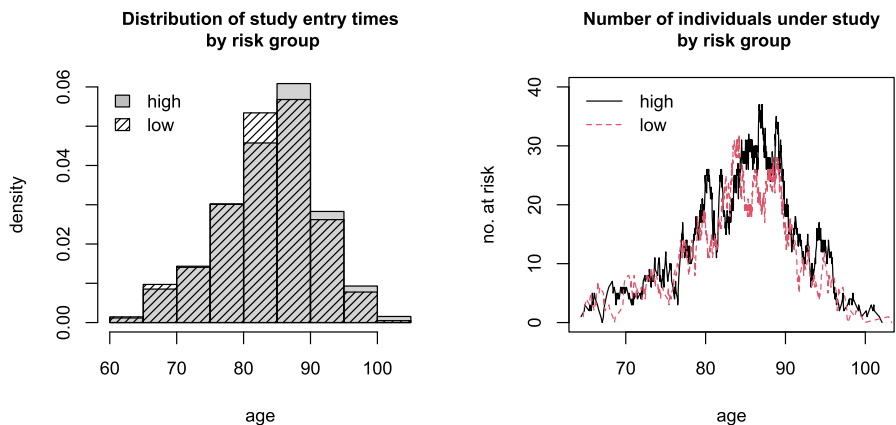 Distribution of study entry times
by risk group
high
low
density
0.00
0.02
0.04
0.06
60
70
80
90
100
age
Number of individuals under study
by risk group
high
low
no. at risk
0
10
20
30
40
70
80
90
100
age